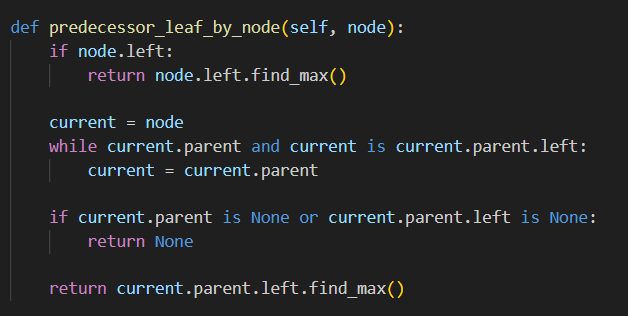 def predecessor_leaf_by_node(self, node):
    if node.left:
        return node.left.find_max()

    current = node
    while current.parent and current is current.parent.left:
        current = current.parent

    if current.parent is None or current.parent.left is None:
        return None

    return current.parent.left.find_max()